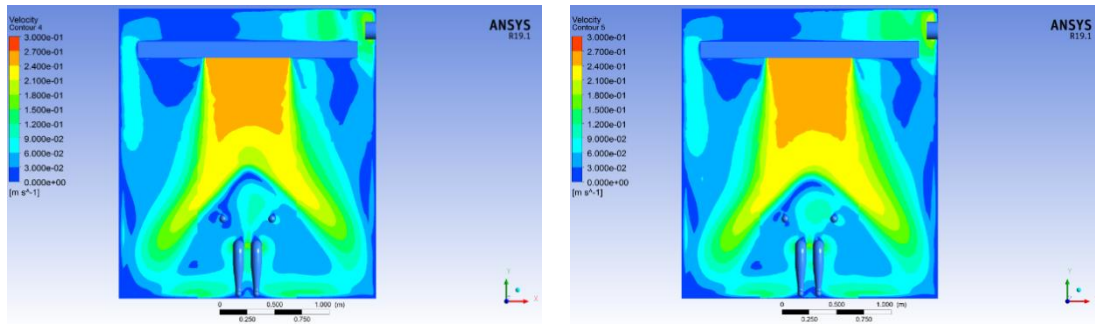 Velocity
Contour 4
3.000e-01
2.700e-01
2.400e-01
2.100e-01
1.800e-01
1.500e-01
1.200e-01
9.000e-02
6.000e-02
3.000e-02
0.000e+00
[m s^-1]
ANSYS
R19.1
0 0.500 1.000 (m)
0.250 0.750
Y
X
Velocity
Contour 5
3.000e-01
2.700e-01
2.400e-01
2.100e-01
1.800e-01
1.500e-01
1.200e-01
9.000e-02
6.000e-02
3.000e-02
0.000e+00
[m s^-1]
ANSYS
R19.1
0 0.500 1.000 (m)
0.250 0.750
Y
X